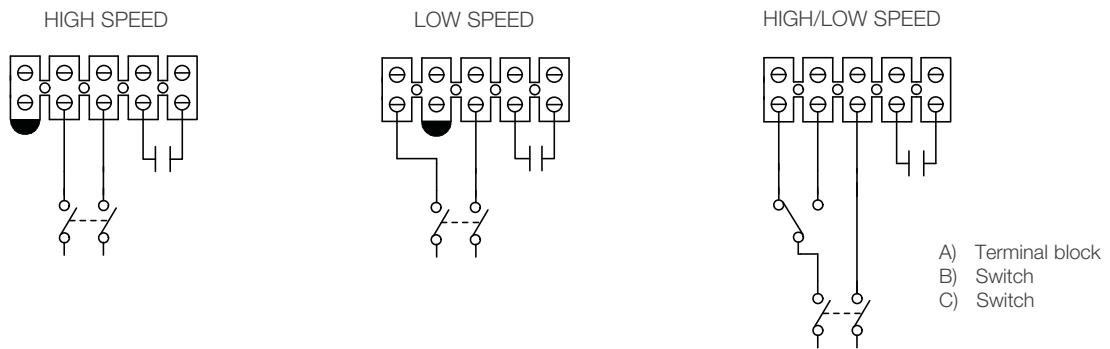 HIGH SPEED
LOW SPEED
HIGH/LOW SPEED
A) Terminal block
B) Switch
C) Switch